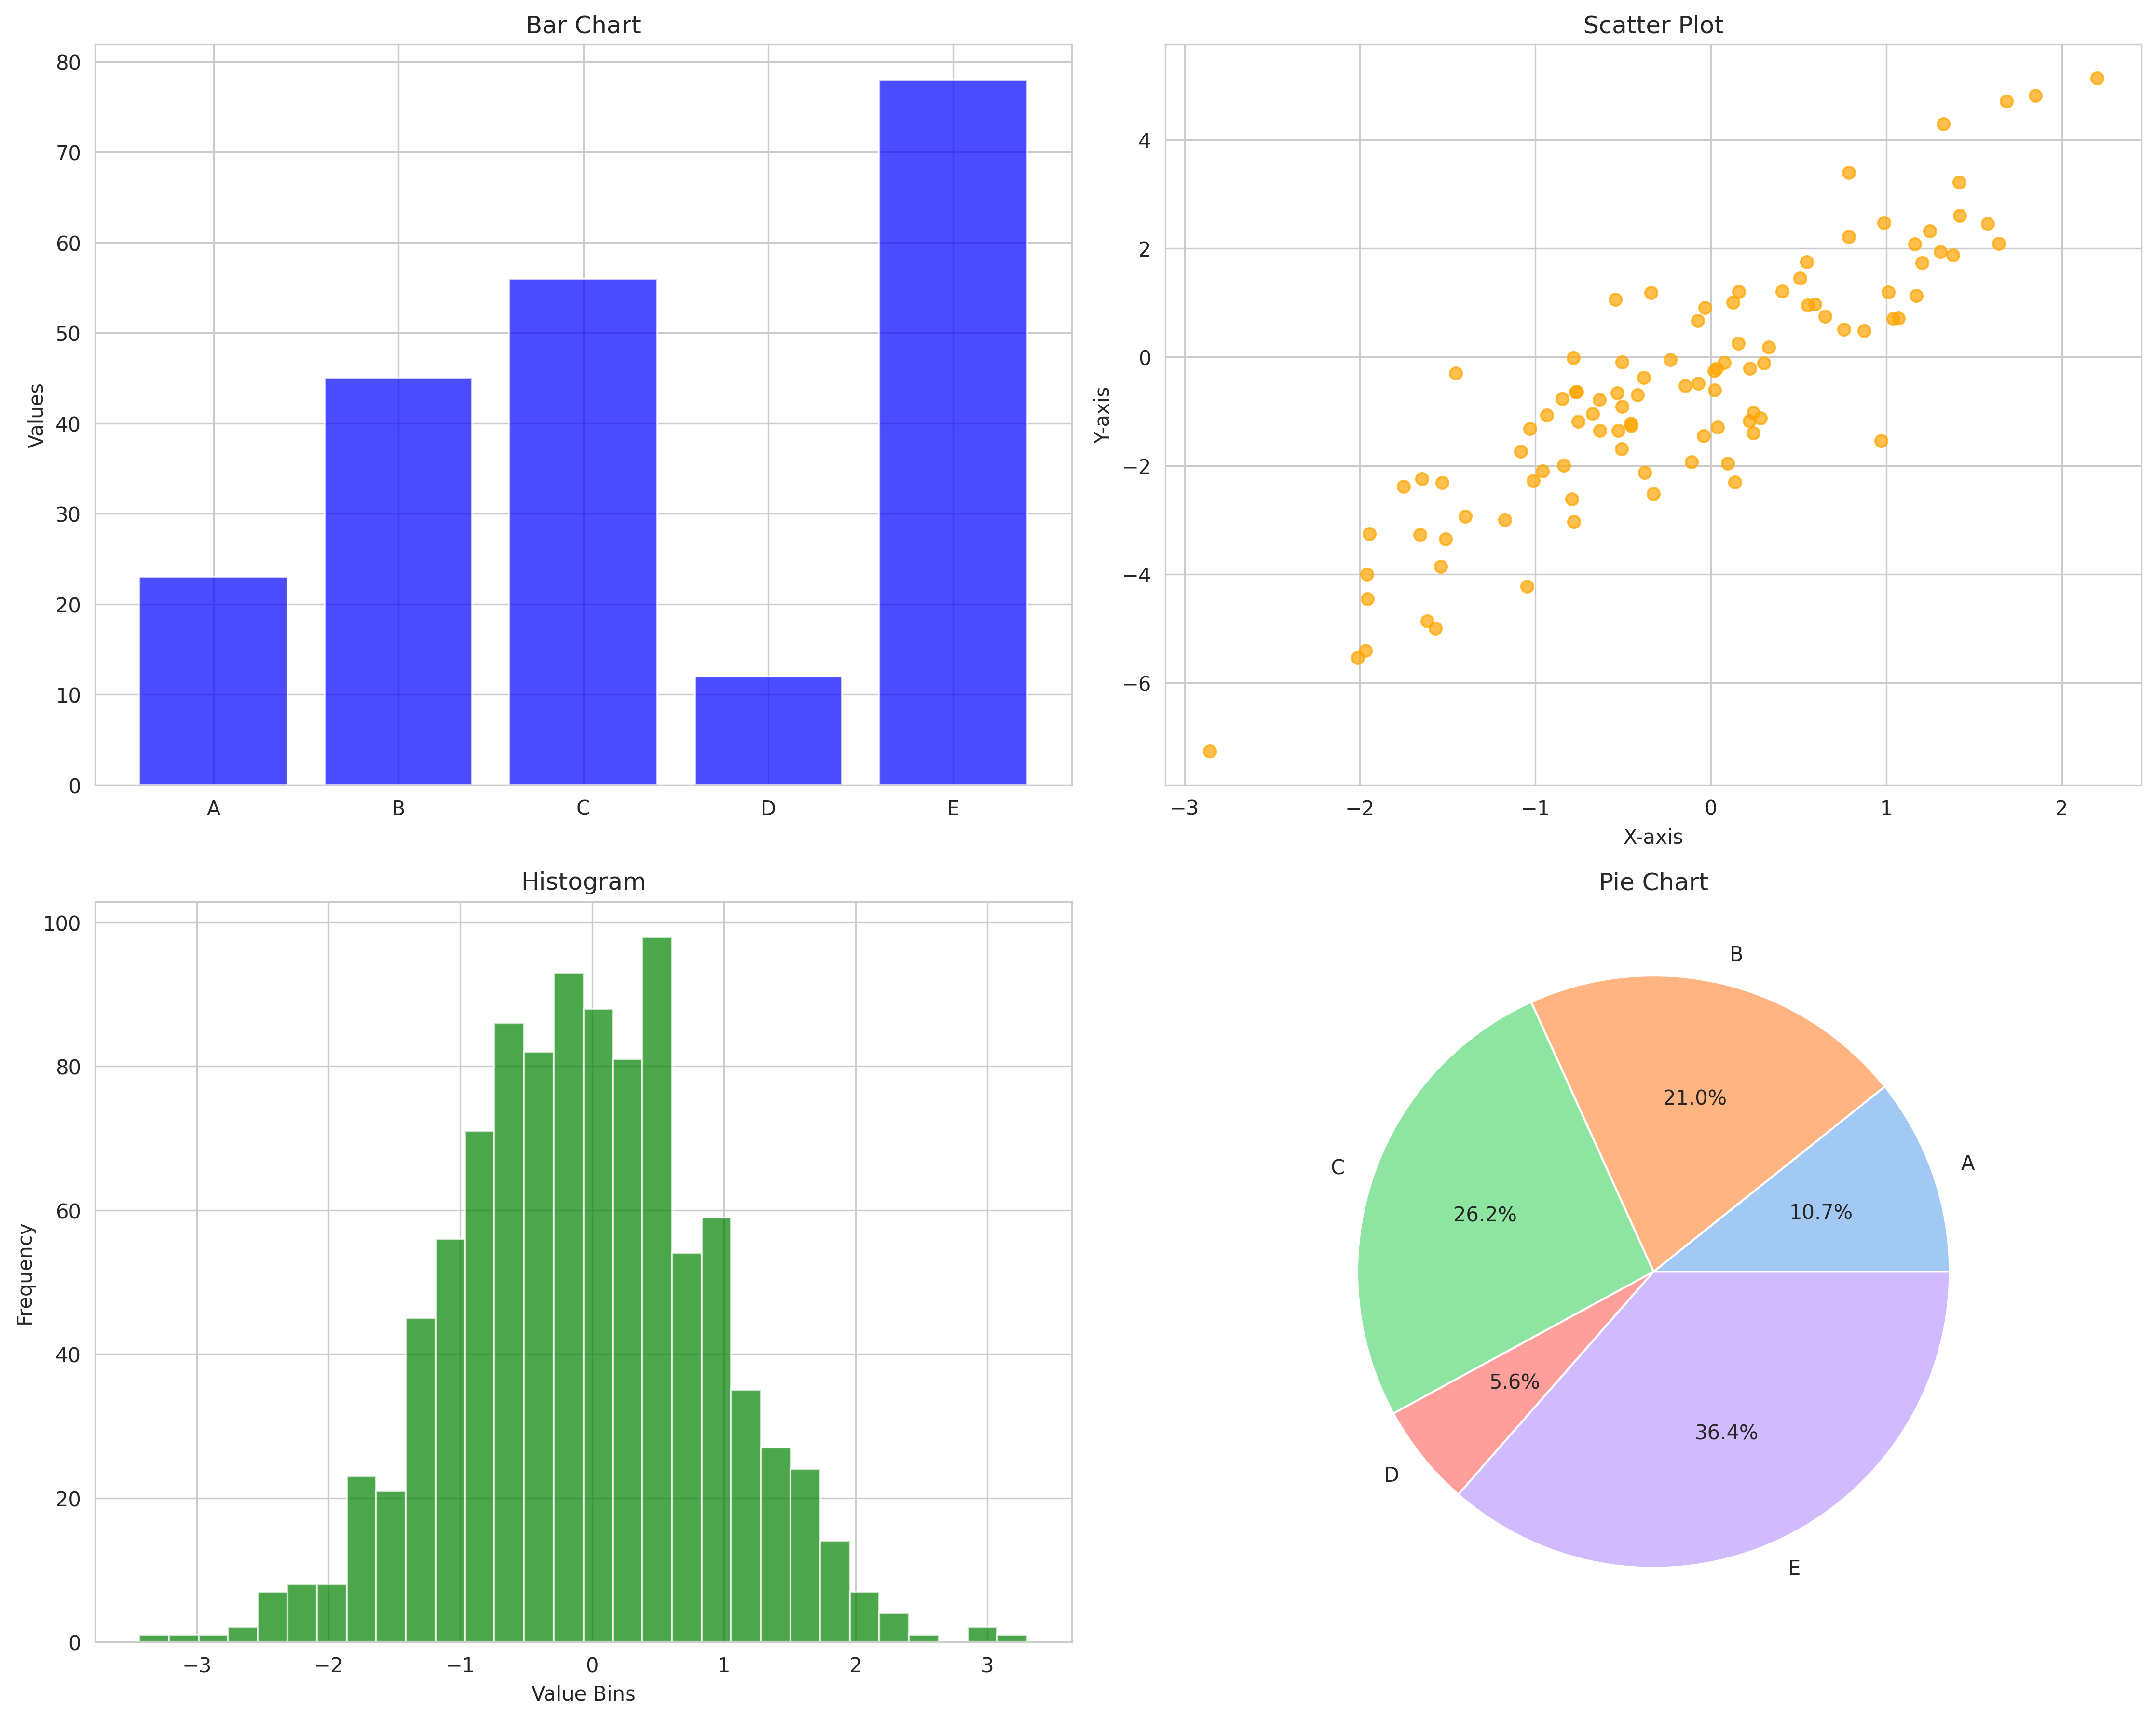 Bar Chart
80
70
60
50
40
30
20
10
0
Values
A B C D E
Scatter Plot
4
2
0
−2
−4
−6
Y-axis
−3 −2 −1 0 1 2
X-axis
Histogram
100
80
60
40
20
0
Frequency
−3 −2 −1 0 1 2 3
Value Bins
Pie Chart
B
21.0%
C
A
26.2%
10.7%
5.6%
36.4%
D
E